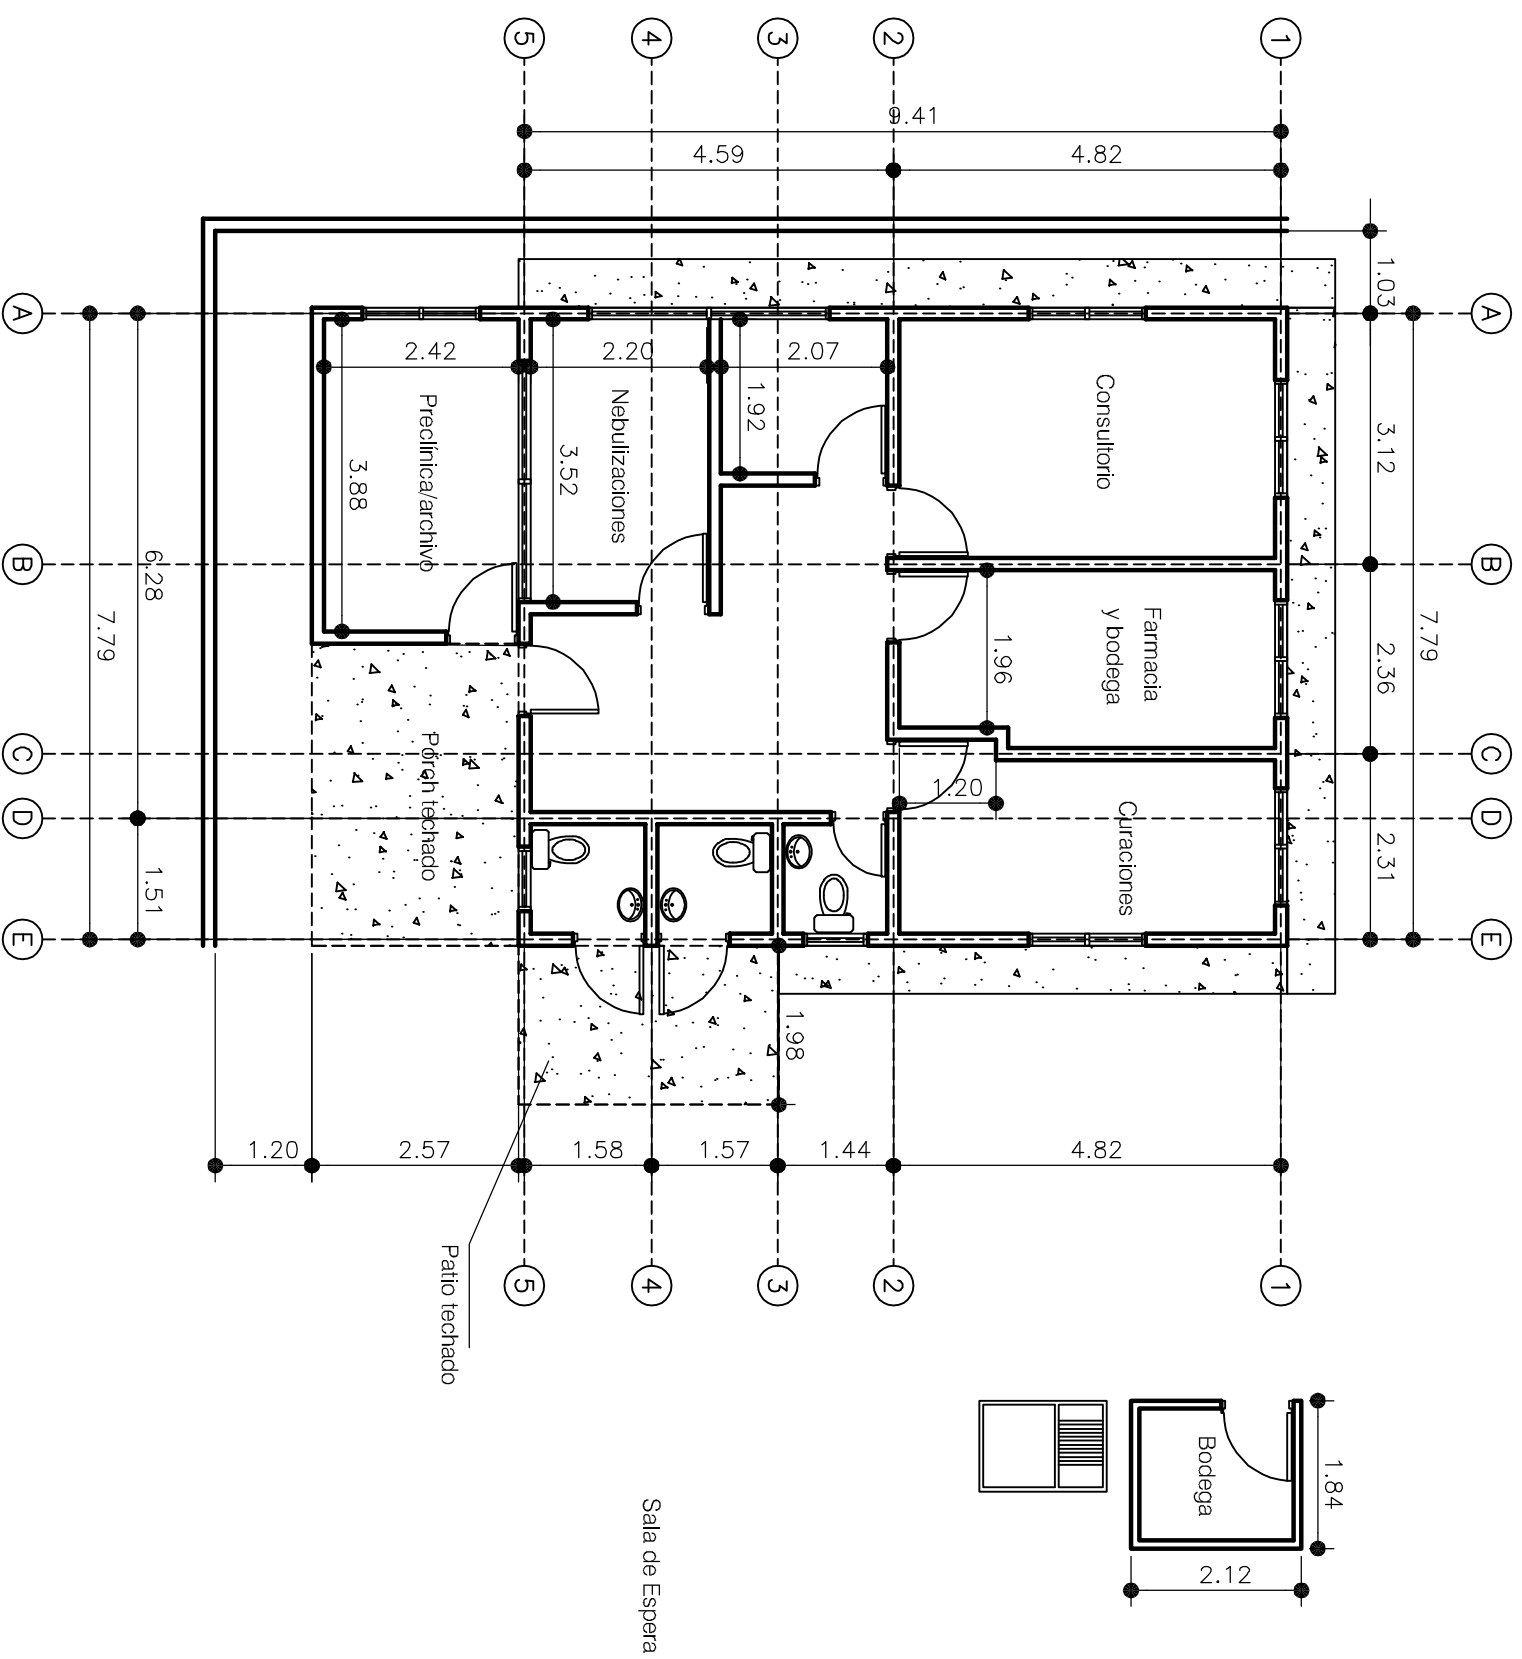 5
4
3
2
1
9.41
4.59
4.82
1.03
A
A
2.42
2.20
2.07
1.92
3.12
Consultorio
Nebulizaciones
Preclínica/archivo
3.52
3.88
B
B
6.28
7.79
7.79
1.96
Farmacia
y bodega
2.36
C
C
Porch techado
1.20
D
D
Curaciones
2.31
1.51
E
E
1.98
1.20
2.57
1.58
1.57
1.44
4.82
5
4
3
2
1
Patio techado
Bodega
1.84
2.12
Sala de Espera